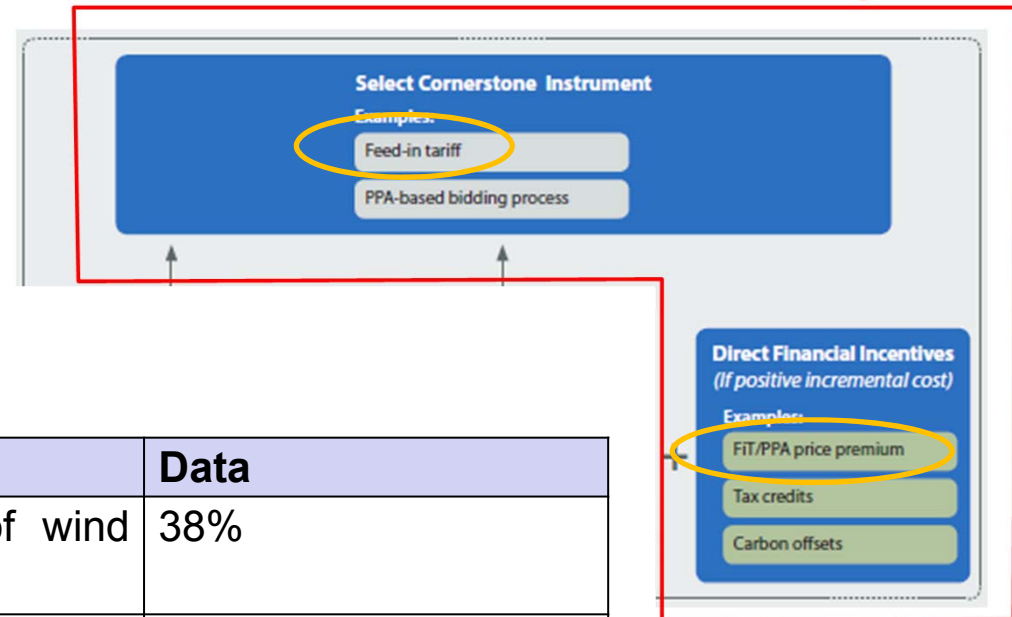 Select Cornerstone Instrument
Examples:
Feed-in tariff
PPA-based bidding process
Direct Financial Incentives
(If positive incremental cost)
Examples:
FiT/PPA price premium
Tax credits
Carbon offsets
+
Data
of wind 38%